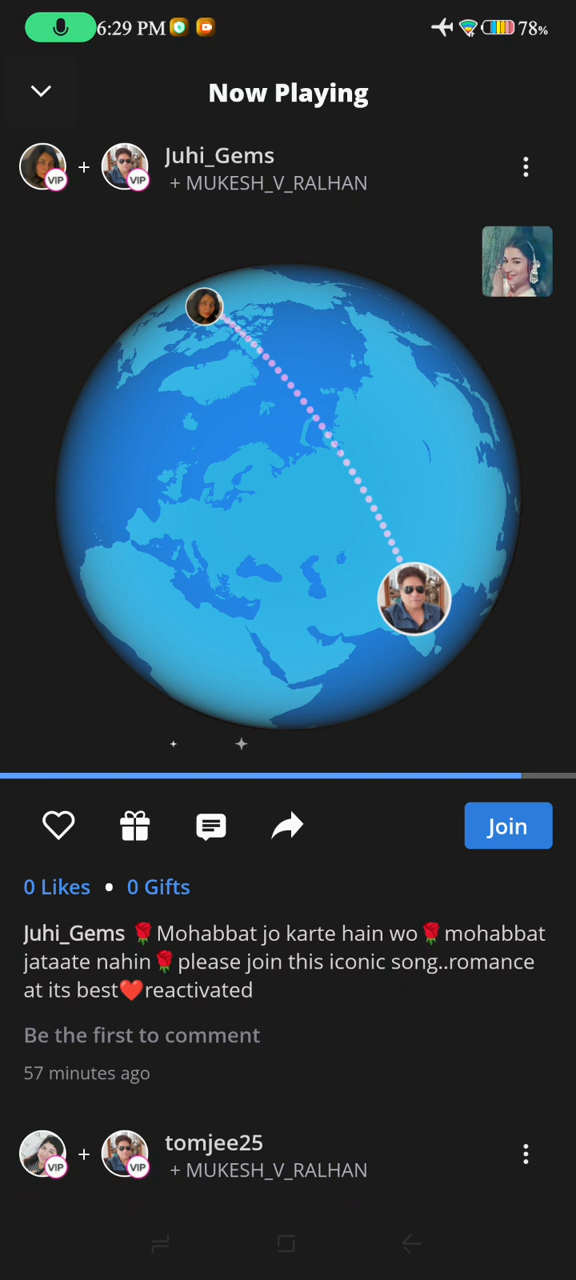 6:29 PM
78%
Now Playing
VIP
VIP
Juhi_Gems
+ MUKESH_V_RALHAN
Join
0 Likes • 0 Gifts
Juhi_Gems 🌹Mohabbat jo karte hain wo🌹mohabbat
jataate nahin🌹please join this iconic song..romance
at its best❤️reactivated
Be the first to comment
57 minutes ago
VIP
VIP
tomjee25
+ MUKESH_V_RALHAN